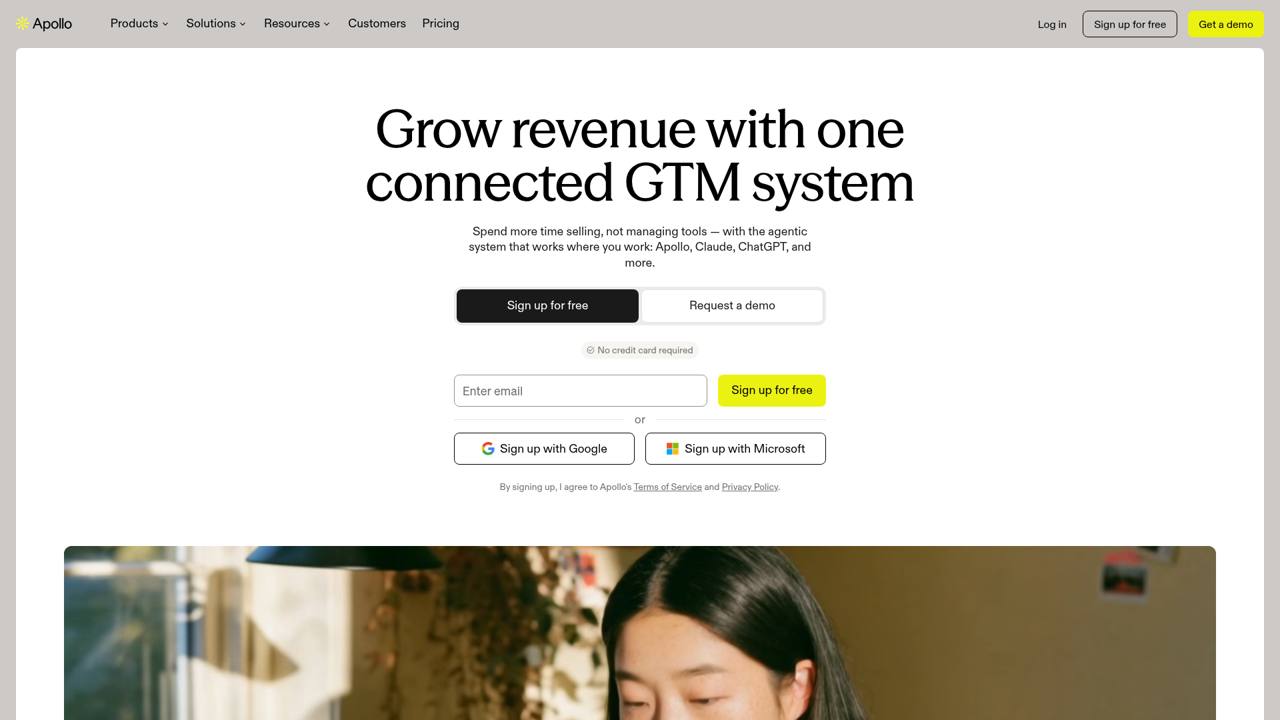 Apollo
Products
Solutions
Resources
Customers
Pricing
Log in
Sign up for free
Get a demo
Grow revenue with one
connected GTM system
Spend more time selling, not managing tools — with the agentic
system that works where you work: Apollo, Claude, ChatGPT, and
more.
Sign up for free
Request a demo
No credit card required
Enter email
Sign up for free
or
Sign up with Google
Sign up with Microsoft
By signing up, I agree to Apollo's Terms of Service and Privacy Policy.